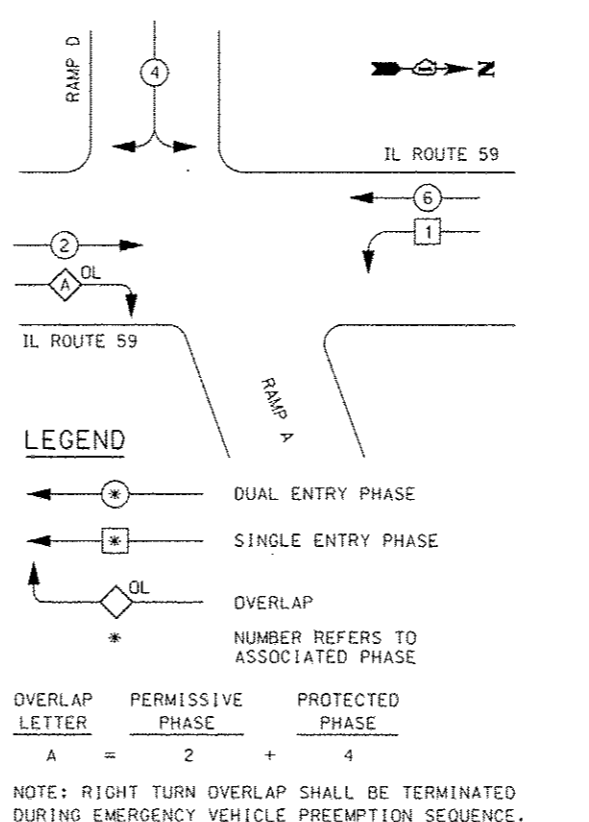 RAMP D
4
N
IL ROUTE 59
6
1
2
A OL
IL ROUTE 59
RAMP A
LEGEND
* DUAL ENTRY PHASE
* SINGLE ENTRY PHASE
OL OVERLAP
* NUMBER REFERS TO
ASSOCIATED PHASE
OVERLAP PERMISSIVE PROTECTED
LETTER PHASE PHASE
A = 2 + 4
NOTE: RIGHT TURN OVERLAP SHALL BE TERMINATED
DURING EMERGENCY VEHICLE PREEMPTION SEQUENCE.